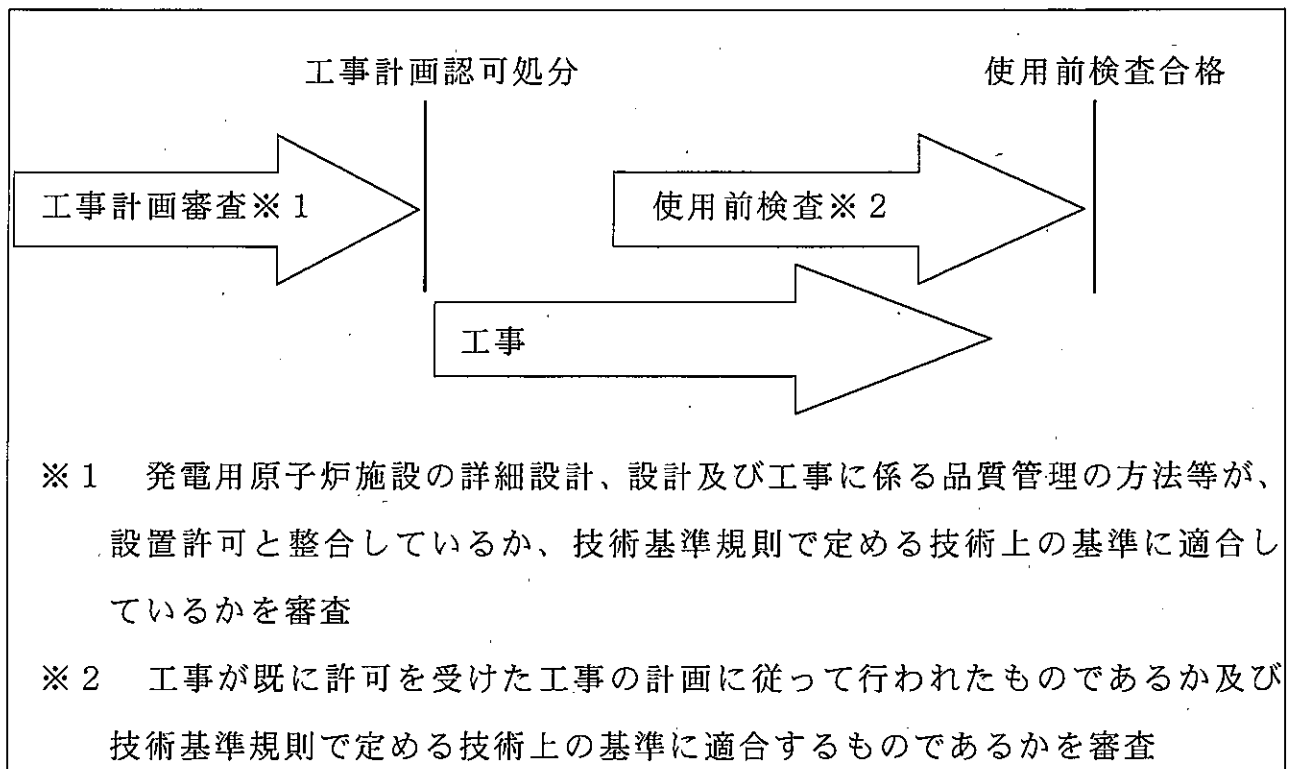 工事計画認可処分
使用前検査合格
工事計画審査※1
使用前検査※2
工事
※1 発電用原子炉施設の詳細設計、設計及び工事に係る品質管理の方法等が、
設置許可と整合しているか、技術基準規則で定める技術上の基準に適合し
ているかを審査
※2 工事が既に許可を受けた工事の計画に従って行われたものであるか及び
技術基準規則で定める技術上の基準に適合するものであるかを審査